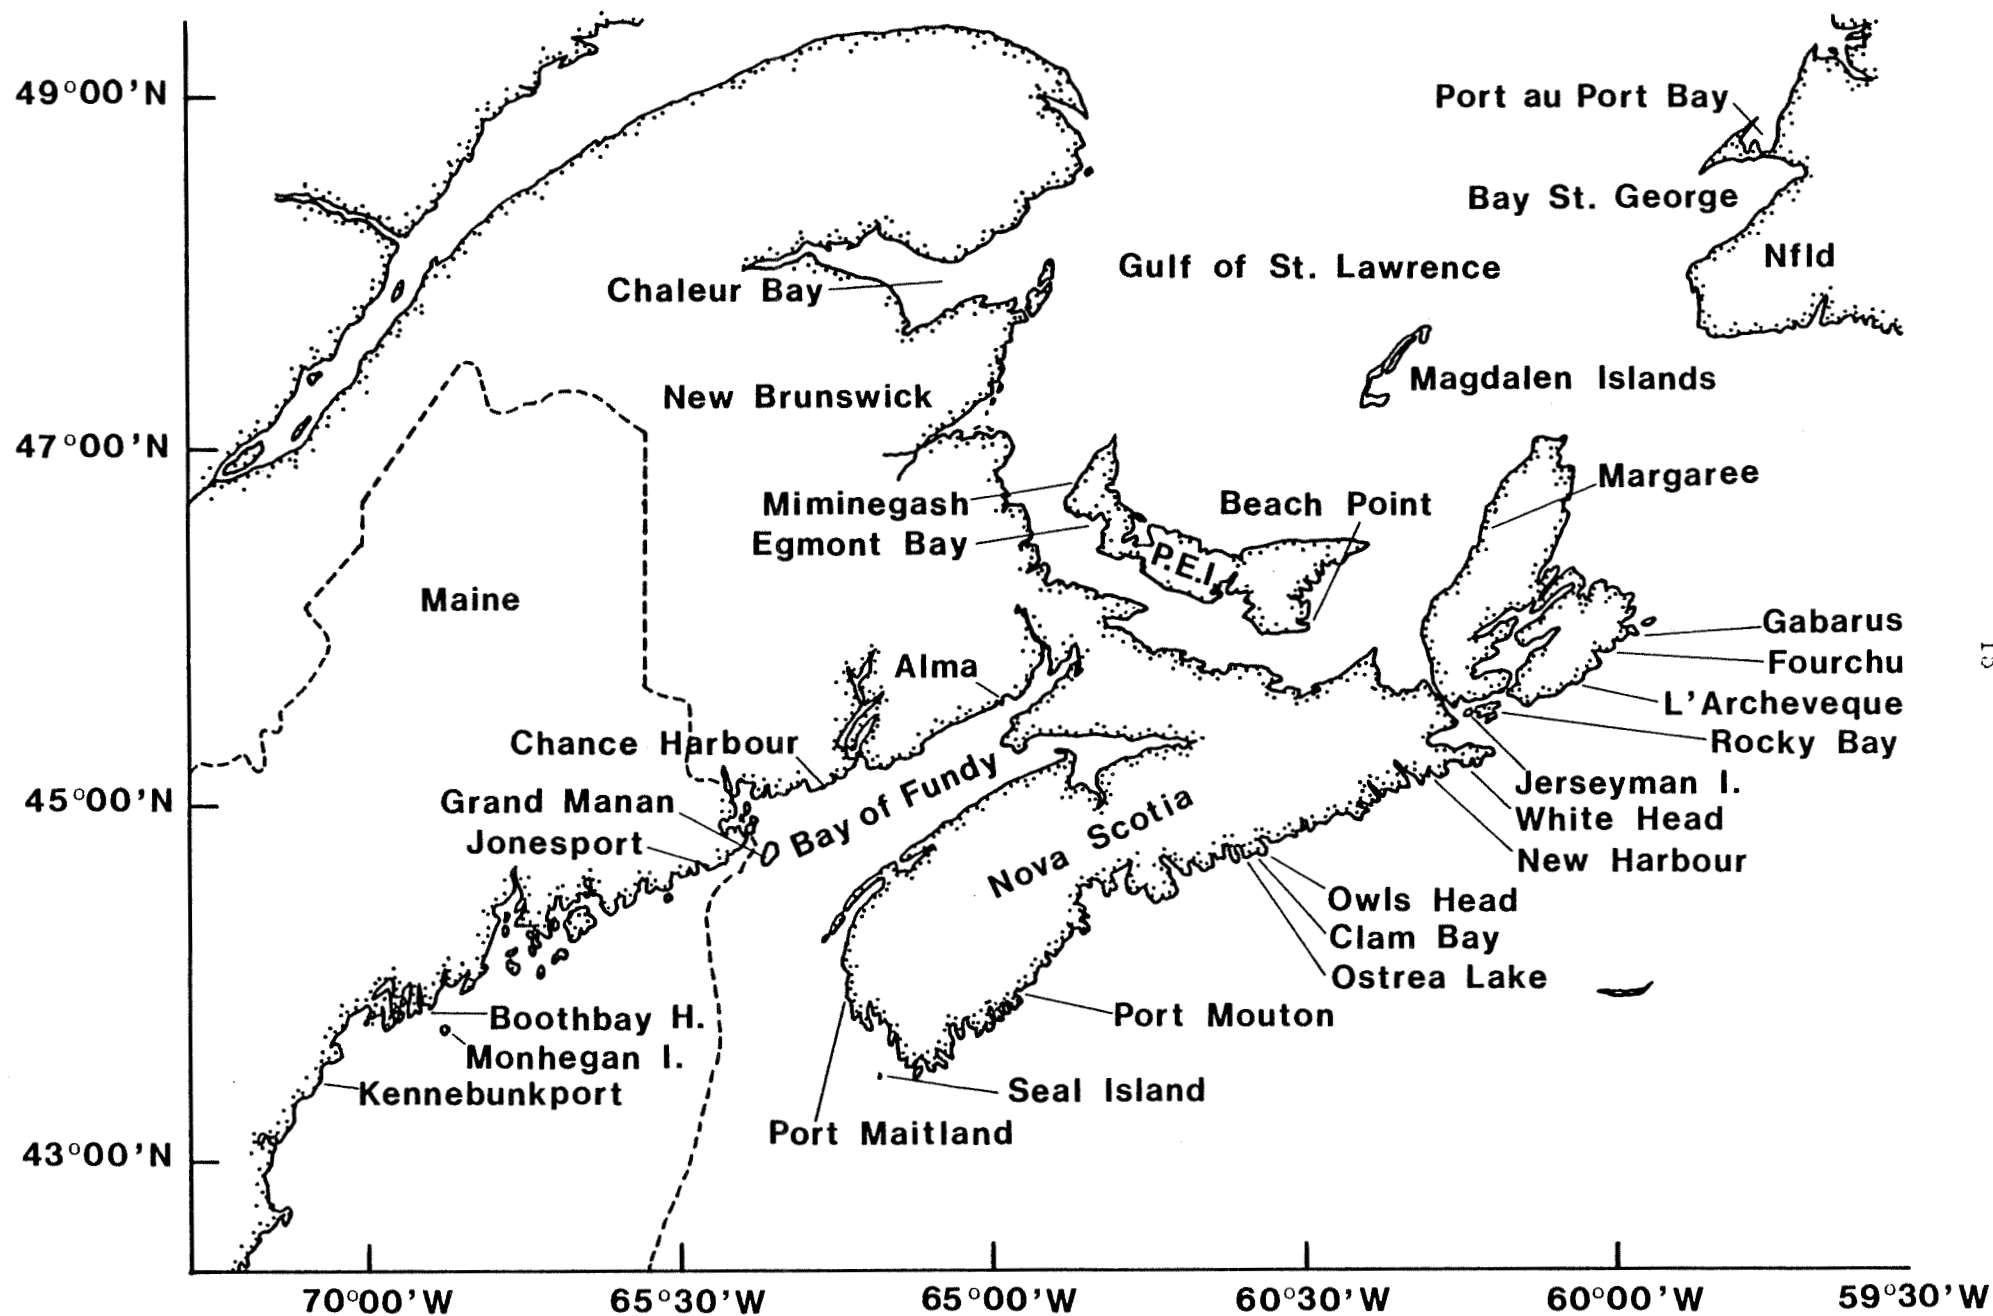 49°00'N
Port au Port Bay
Bay St. George
Nfld
Gulf of St. Lawrence
Chaleur Bay
Magdalen Islands
New Brunswick
47°00'N
Margaree
Miminegash
Beach Point
Egmont Bay
P.E.I.
Maine
Gabarus
Fourchu
Alma
L'Archeveque
Rocky Bay
Chance Harbour
Jerseyman I.
45°00'N
Grand Manan
Bay of Fundy
White Head
Jonesport
Nova Scotia
New Harbour
Owls Head
Clam Bay
Ostrea Lake
Boothbay H.
Port Mouton
Monhegan I.
Kennebunkport
Seal Island
Port Maitland
43°00'N
70°00'W
65°30'W
65°00'W
60°30'W
60°00'W
59°30'W